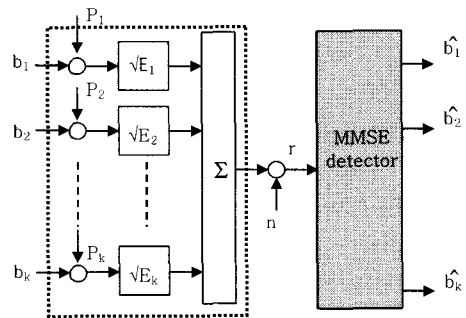 P₁
b₁ √E₁ b̂₁
P₂
b₂ √E₂ b̂₂
Σ r MMSE
detector
n
Pₖ
bₖ √Eₖ b̂ₖ